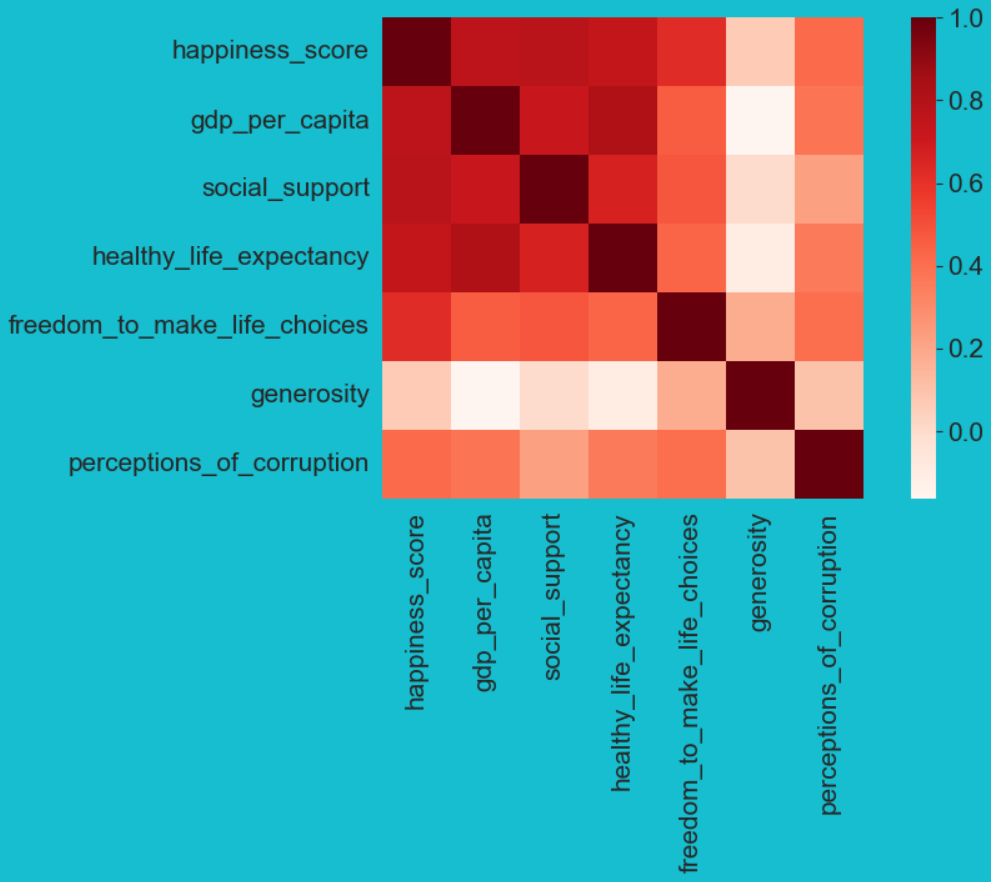 happiness_score
gdp_per_capita
social_support
healthy_life_expectancy
freedom_to_make_life_choices
generosity
perceptions_of_corruption
happiness_score
gdp_per_capita
social_support
healthy_life_expectancy
freedom_to_make_life_choices
generosity
perceptions_of_corruption
1.0
0.8
0.6
0.4
0.2
0.0